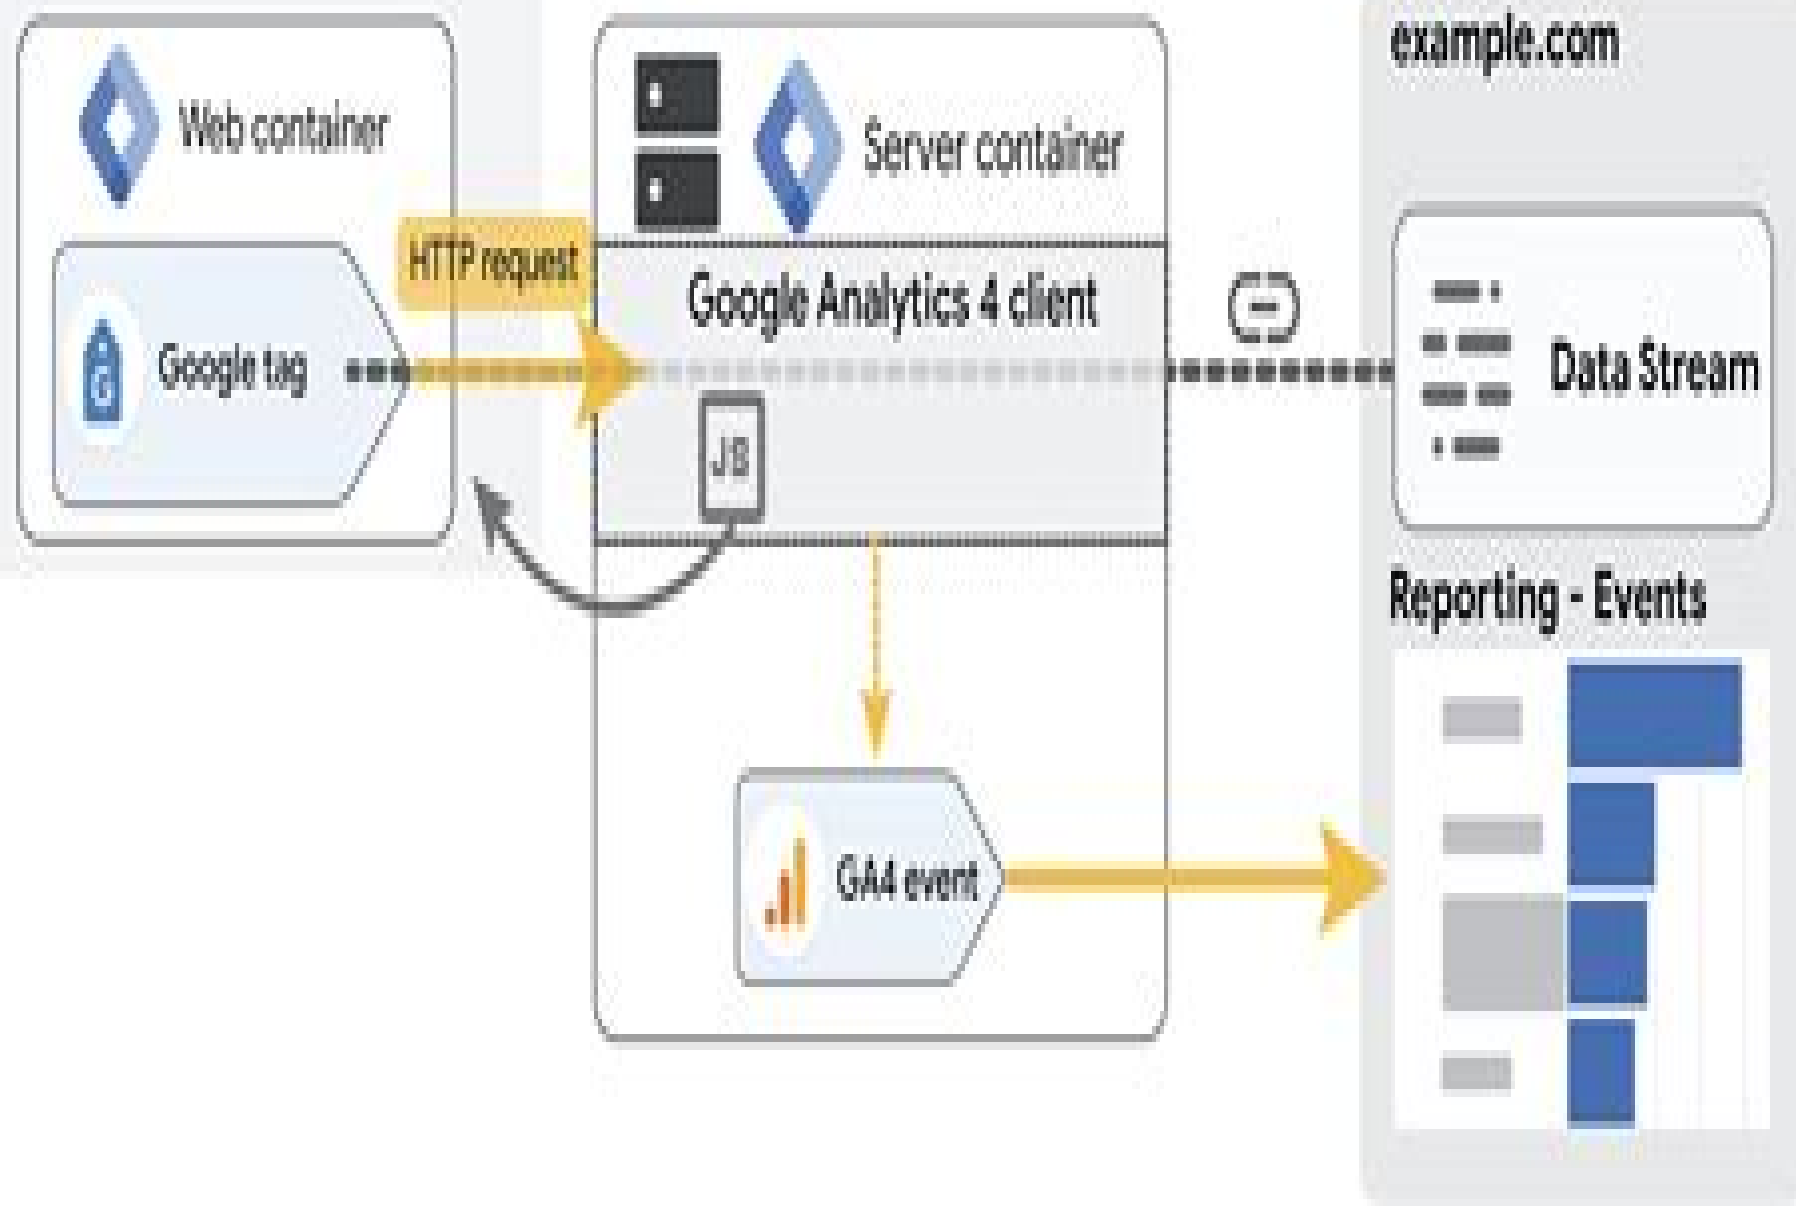 Web container
Google tag
G
HTTP request
Server container
Google Analytics 4 client
JS
GA4 event
example.com
Data Stream
Reporting - Events